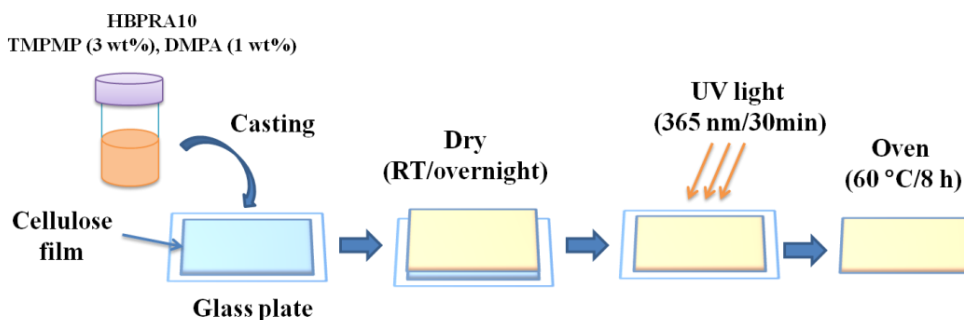 HBPRA10
TMPMP (3 wt%), DMPA (1 wt%)
Casting
Cellulose
film
Glass plate
Dry
(RT/overnight)
UV light
(365 nm/30min)
Oven
(60 °C/8 h)